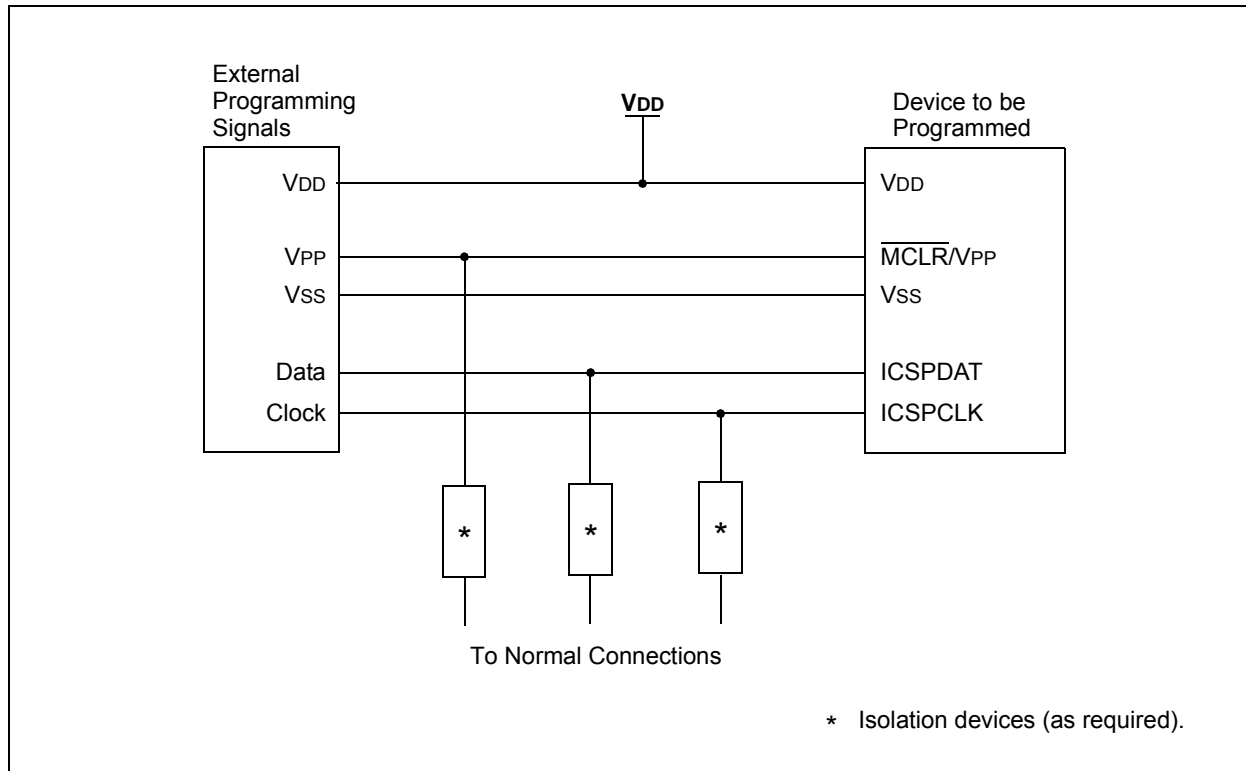 External
Programming
Signals
VDD
Device to be
Programmed
VDD
VDD
VPP
MCLR/VPP
VSS
VSS
Data
ICSPDAT
Clock
ICSPCLK
* * *
To Normal Connections
* Isolation devices (as required).